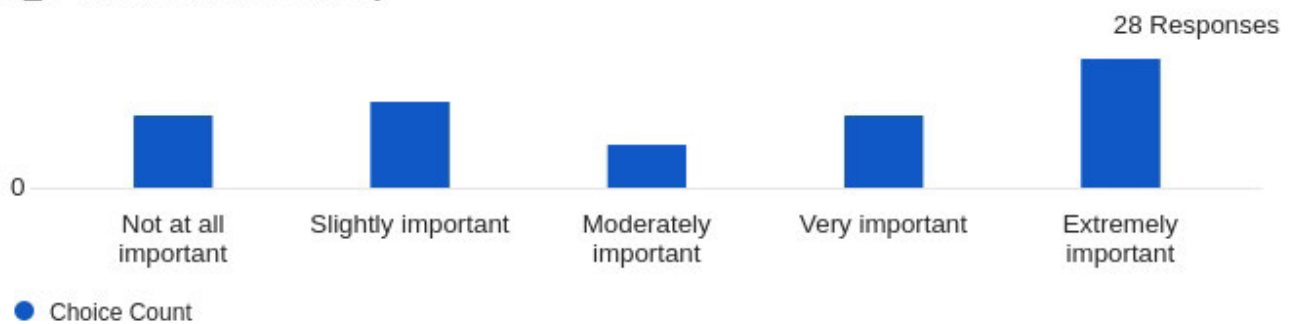 28 Responses
0
Not at all
important
Slightly important
Moderately
important
Very important
Extremely
important
Choice Count